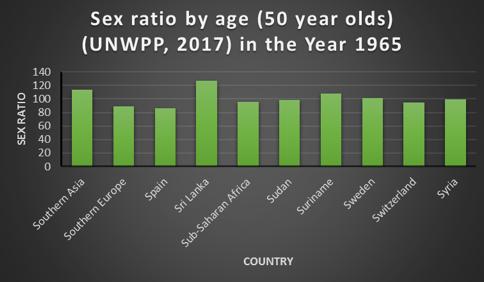 Sex ratio by age (50 year olds)
(UNWPP, 2017) in the Year 1965
SEX RATIO
140
120
100
80
60
40
20
0
Southern Asia
Southern Europe
Spain
Sri Lanka
Sub-Saharan Africa
Sudan
Suriname
Sweden
Switzerland
Syria
COUNTRY